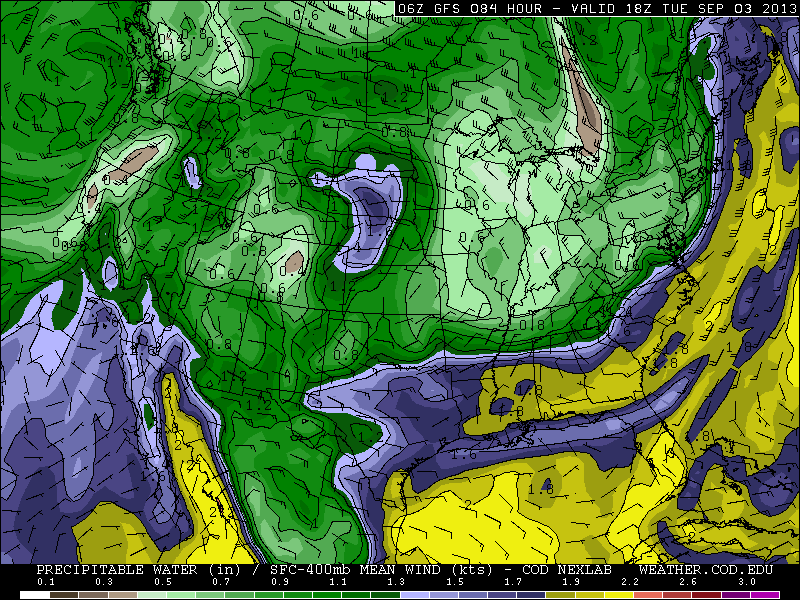 06Z GFS 084 HOUR - VALID 18Z TUE SEP 03 2013
PRECIPITABLE WATER (in) / SFC-400mb MEAN WIND (kts) - COD NEXLAB WEATHER.COD.EDU
0.1 0.3 0.5 0.7 0.9 1.1 1.3 1.5 1.7 1.9 2.2 2.6 3.0